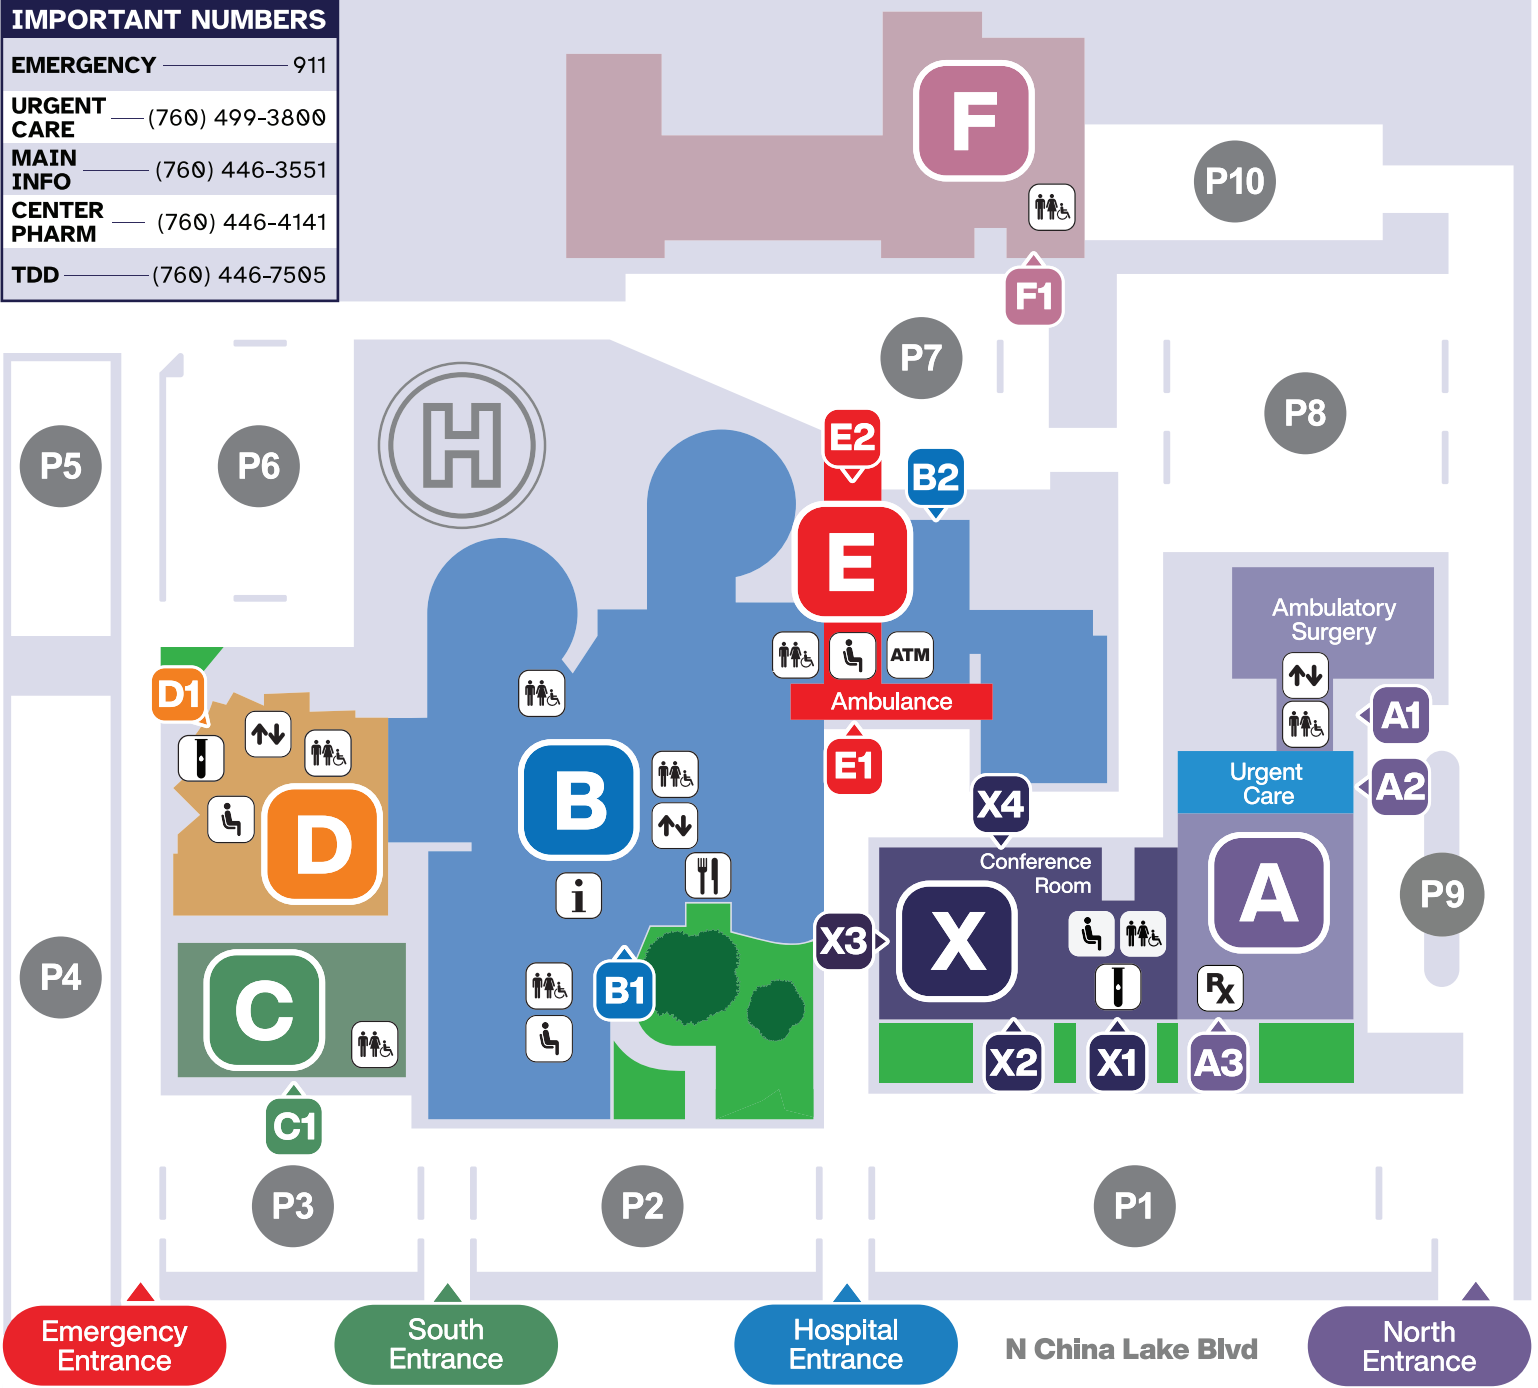 IMPORTANT NUMBERS
EMERGENCY 911
URGENT
CARE (760) 499-3800
MAIN
INFO (760) 446-3551
CENTER
PHARM (760) 446-4141
TDD (760) 446-7505
F
P10
F1
P7
P8
H
E2
B2
P5
P6
E
Ambulatory
Surgery
ATM
D1
Ambulance
A1
E1
Urgent
Care
A2
X4
B
D
Conference
Room
A
P9
i
X3
X
P4
B1
Rx
C
X2
X1
A3
C1
P3
P2
P1
Emergency
Entrance
South
Entrance
Hospital
Entrance
N China Lake Blvd
North
Entrance